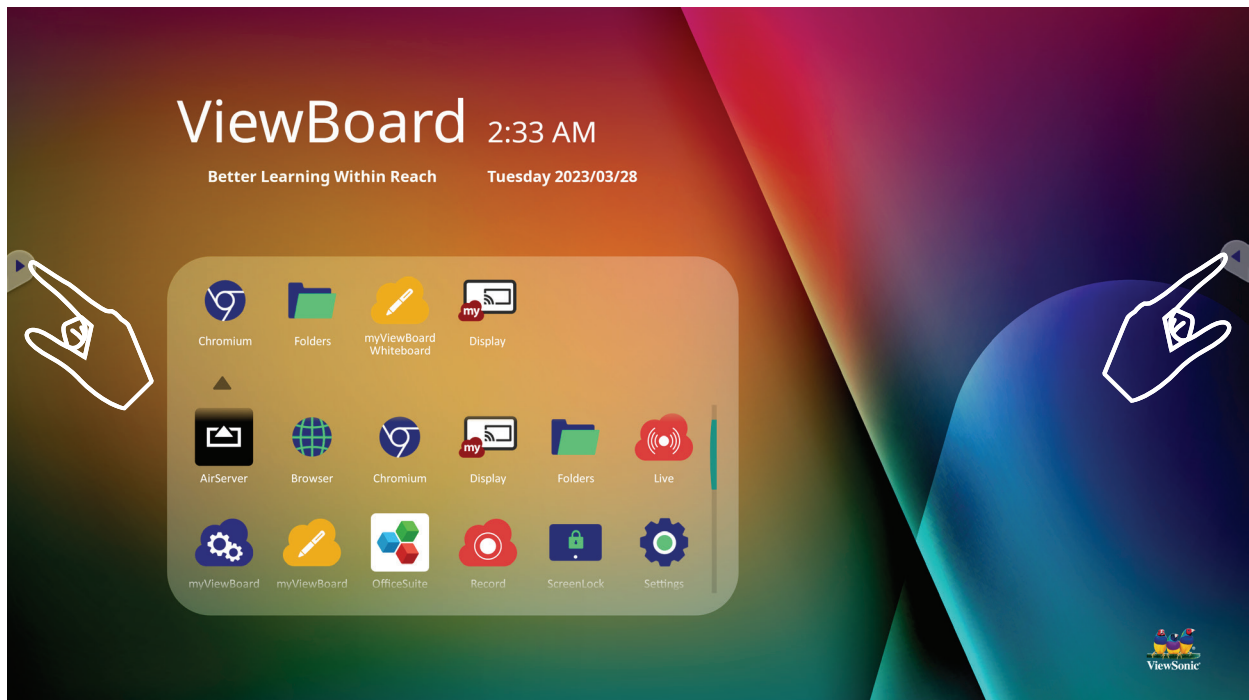 ViewBoard 2:33 AM
Better Learning Within Reach Tuesday 2023/03/28
Chromium Folders myViewBoard Display
Whiteboard
my
AirServer Browser Chromium Display Folders Live
my
myViewBoard myViewBoard OfficeSuite Record ScreenLock Settings
ViewSonic